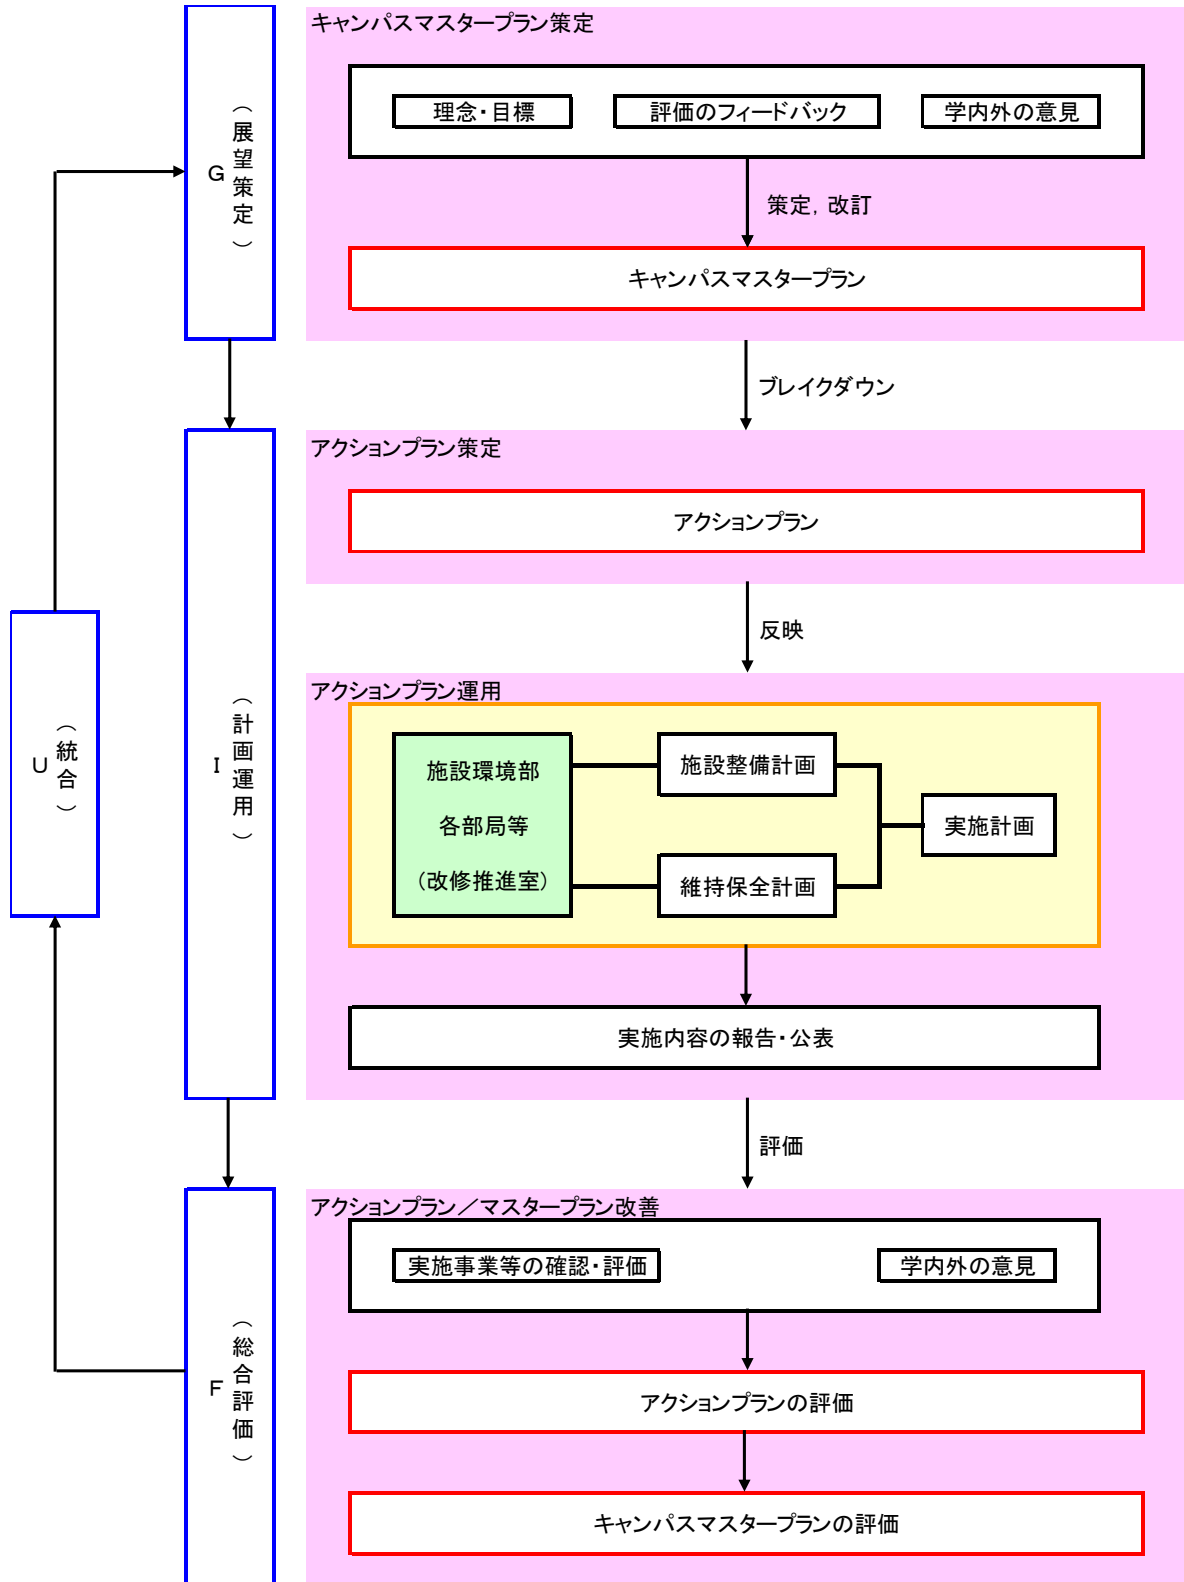 キャンパスマスタープラン策定
理念・目標
評価のフィードバック
学内外の意見
策定，改訂
キャンパスマスタープラン
G
（展望策定）
ブレイクダウン
アクションプラン策定
アクションプラン
反映
アクションプラン運用
施設環境部
各部局等
（改修推進室）
施設整備計画
維持保全計画
実施計画
実施内容の報告・公表
I
（計画運用）
U
（統合）
評価
アクションプラン／マスタープラン改善
実施事業等の確認・評価
学内外の意見
アクションプランの評価
キャンパスマスタープランの評価
F
（総合評価）